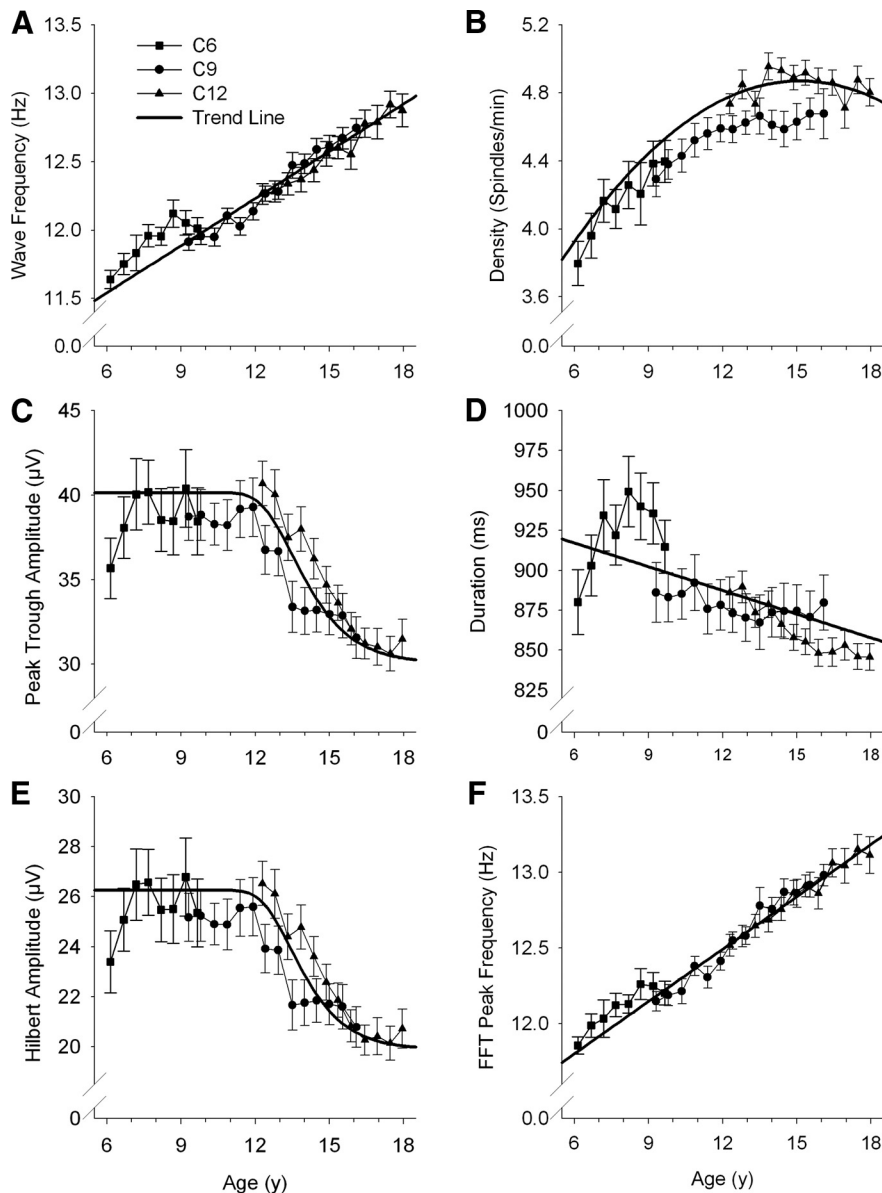 A
C6
C9
C12
Trend Line
Wave Frequency (Hz)
13.5
13.0
12.5
12.0
11.5
0.0
6 9 12 15 18
B
Density (Spindles/min)
5.2
4.8
4.4
4.0
3.6
0.0
6 9 12 15 18
C
Peak Trough Amplitude (µV)
45
40
35
30
0
6 9 12 15 18
D
Duration (ms)
1000
975
950
925
900
875
850
825
0
6 9 12 15 18
E
Hilbert Amplitude (µV)
30
28
26
24
22
20
0
6 9 12 15 18
Age (y)
F
FFT Peak Frequency (Hz)
13.5
13.0
12.5
12.0
0.0
6 9 12 15 18
Age (y)